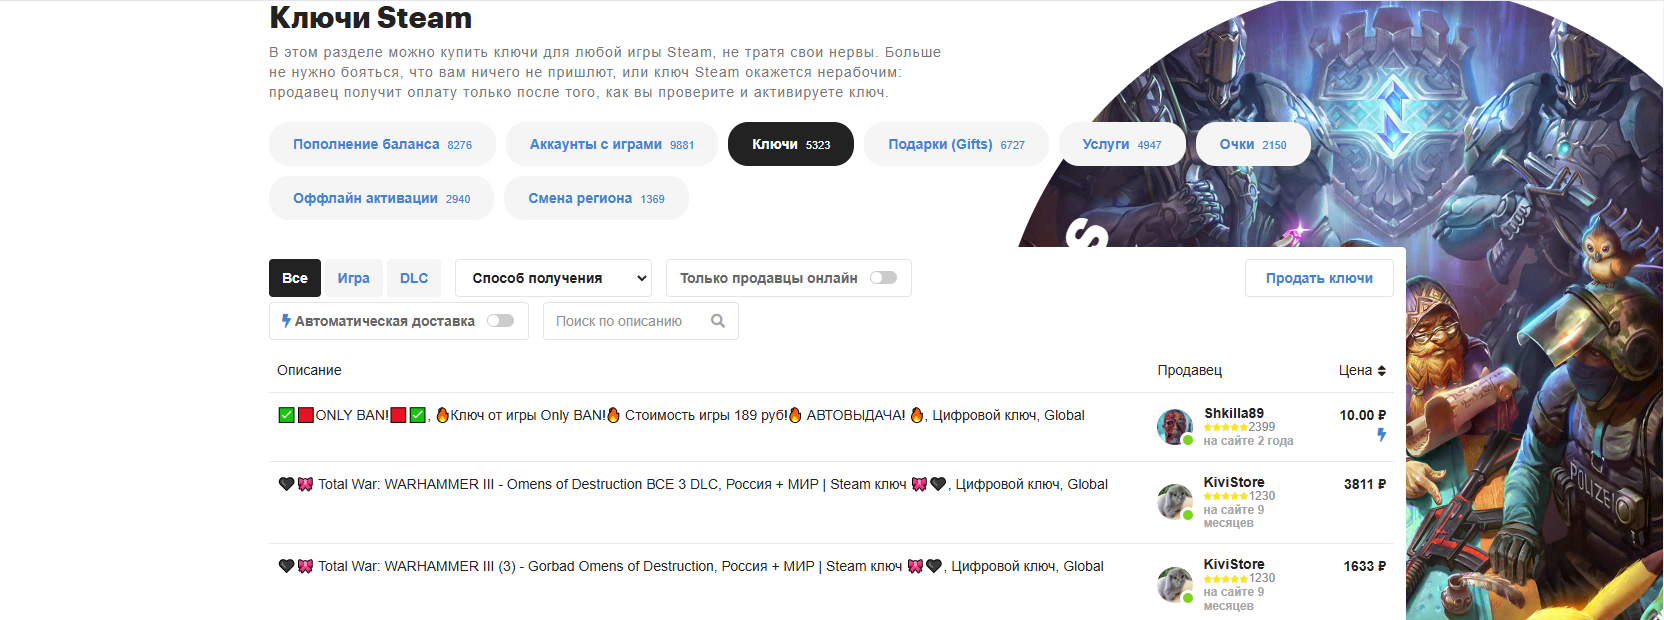 Ключи Steam
В этом разделе можно купить ключи для любой игры Steam, не тратя свои нервы. Больше
не нужно бояться, что вам ничего не пришлют, или ключ Steam окажется нерабочим:
продавец получит оплату только после того, как вы проверите и активируете ключ.
Пополнение баланса 8276 Аккаунты с играми 9881 Ключи 5323 Подарки (Gifts) 6727 Услуги 4947 Очки 2150
Оффлайн активации 2940 Смена региона 1369
S
Все Игра DLC Способ получения Только продавцы онлайн Продать ключи
Автоматическая доставка Поиск по описанию
Описание Продавец Цена
✅🟥ONLY BAN!🟥✅, 🔥Ключ от игры Only BAN!🔥 Стоимость игры 189 руб!🔥 АВТОВЫДАЧА! 🔥, Цифровой ключ, Global Shkilla89 10.00 ₽
★★★★★2399
на сайте 2 года
🖤🎀 Total War: WARHAMMER III - Omens of Destruction ВСЕ 3 DLC, Россия + МИР | Steam ключ 🎀🖤, Цифровой ключ, Global KiviStore 3811 ₽
★★★★★1230
на сайте 9
месяцев
🖤🎀 Total War: WARHAMMER III (3) - Gorbad Omens of Destruction, Россия + МИР | Steam ключ 🎀🖤, Цифровой ключ, Global KiviStore 1633 ₽
★★★★★1230
на сайте 9
месяцев
POLIZEI